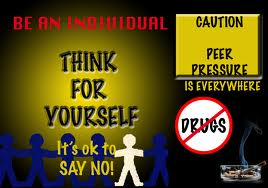 BE AN INDIVIDUAL
THINK
FOR
YOURSELF
It's ok to
SAY NO!
CAUTION
PEER
PRESSURE
IS EVERYWHERE
DRUGS